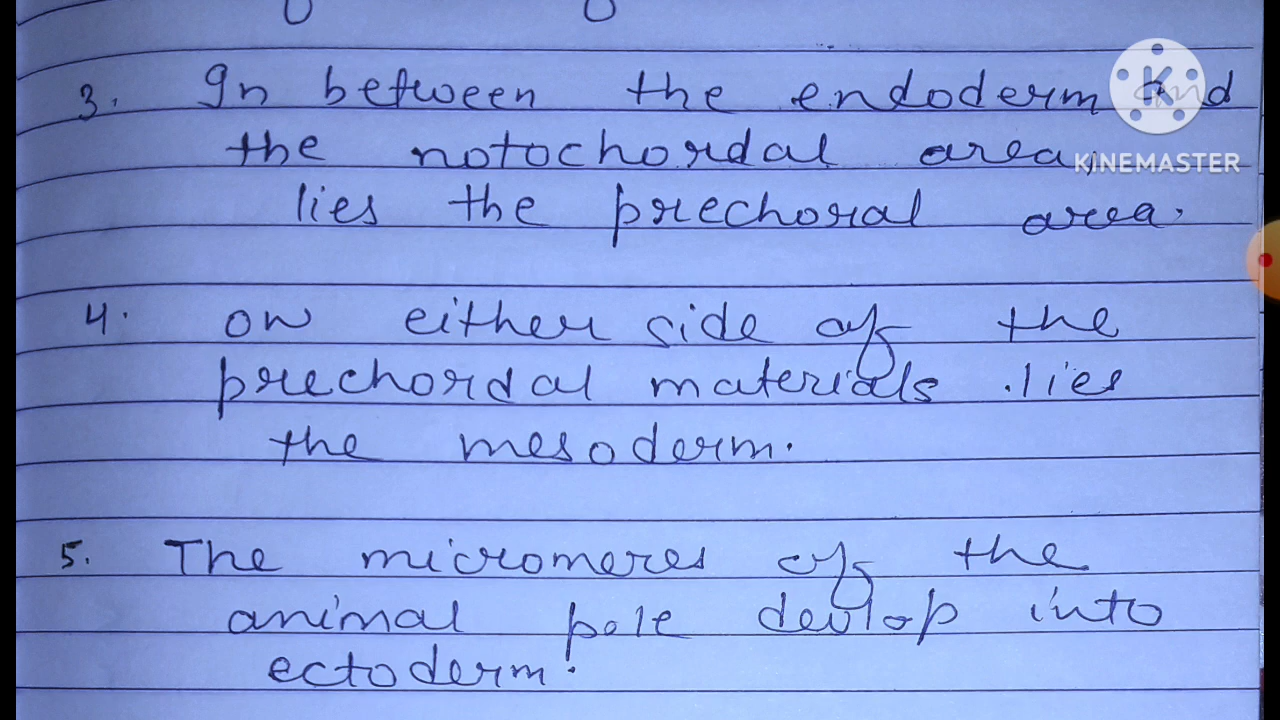 3. In between the endoderm and
the notochordal area,
lies the prechoral area.
4. on either side of the
prechordal materials lies
the mesoderm.
5. The micromeres of the
animal pole devlop into
ectoderm.
K
KINEMASTER